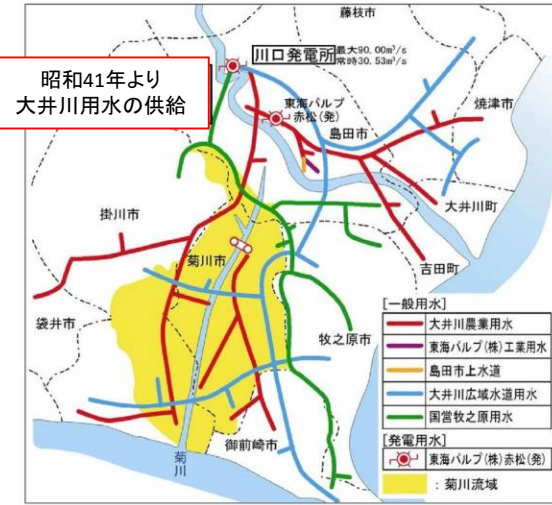 藤枝市
川口発電所
最大90.00m³/s
常時30.53m³/s
昭和41年より
大井川用水の供給
東海パルプ
赤松(発)
焼津市
島田市
大井川町
掛川市
菊川市
吉田町
袋井市
牧之原市
御前崎市
菊川
[一般用水]
大井川農業用水
東海パルプ(株)工業用水
島田市上水道
大井川広域水道用水
国営牧之原用水
[発電用水]
東海パルプ(株)赤松(発)
：菊川流域